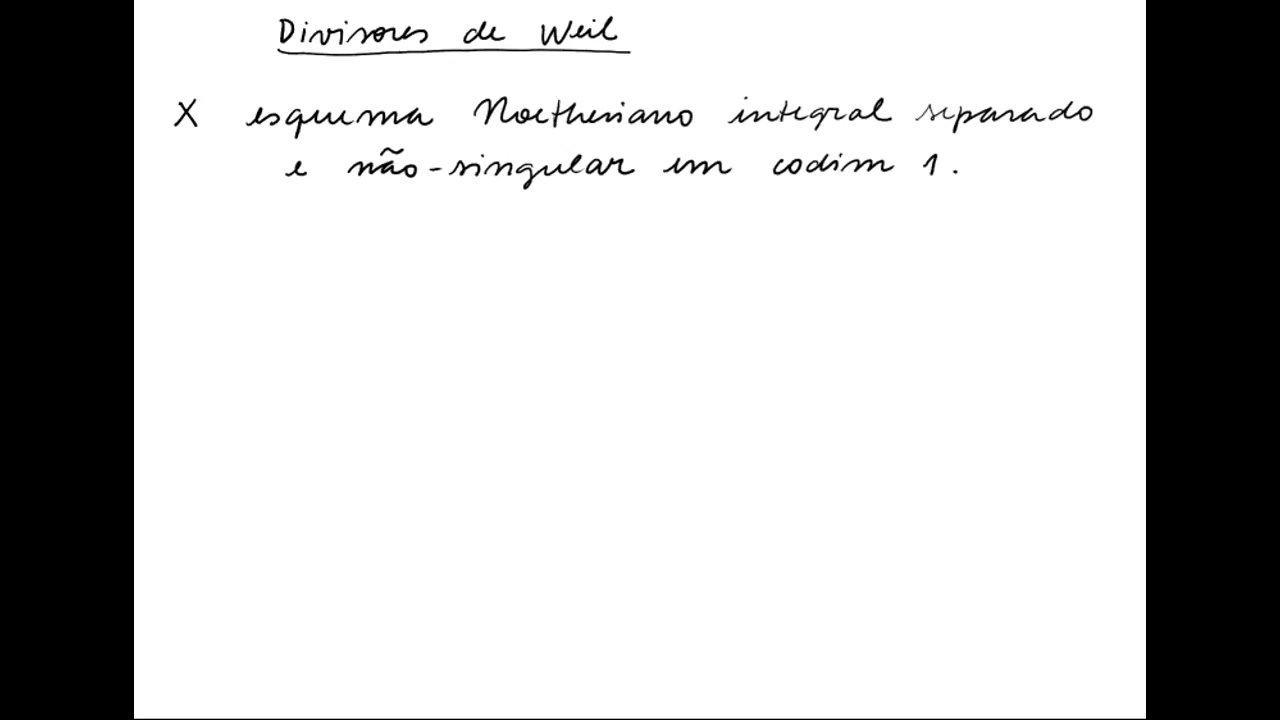 Divisores de Weil
X esquema Noetheriano integral separado
e não-singular em codim 1.